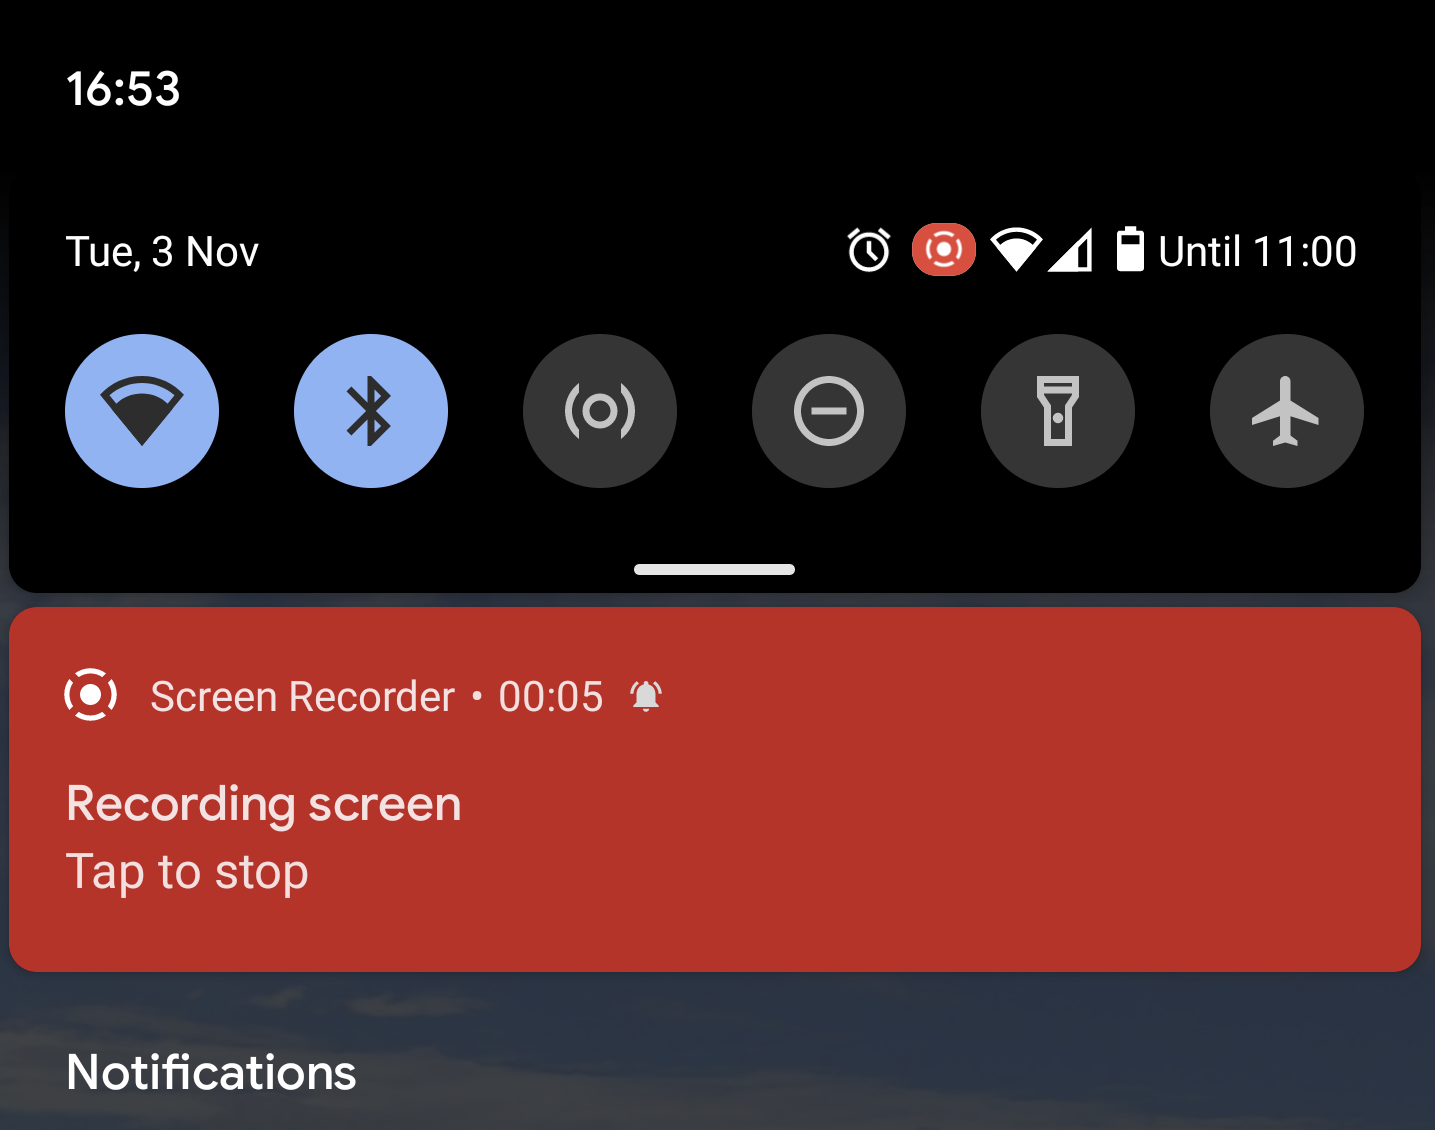 16:53
Tue, 3 Nov Until 11:00
Screen Recorder • 00:05
Recording screen
Tap to stop
Notifications